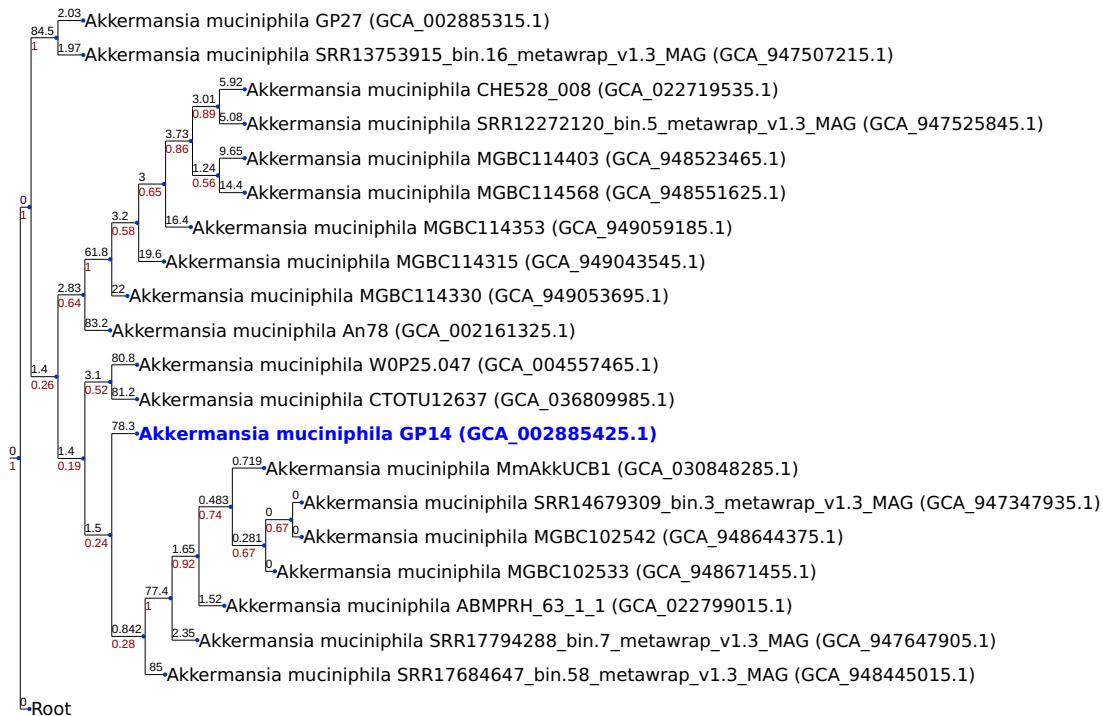 2.03 Akkermansia muciniphila GP27 (GCA_002885315.1)
84.5
1
1.97 Akkermansia muciniphila SRR13753915_bin.16_metawrap_v1.3_MAG (GCA_947507215.1)
5.92 Akkermansia muciniphila CHE528_008 (GCA_022719535.1)
3.01
0.89
5.08 Akkermansia muciniphila SRR12272120_bin.5_metawrap_v1.3_MAG (GCA_947525845.1)
3.73
0.86
9.65 Akkermansia muciniphila MGBC114403 (GCA_948523465.1)
1.24
0.56
14.4 Akkermansia muciniphila MGBC114568 (GCA_948551625.1)
3
0.65
0
1
16.4 Akkermansia muciniphila MGBC114353 (GCA_949059185.1)
3.2
0.58
19.6 Akkermansia muciniphila MGBC114315 (GCA_949043545.1)
61.8
1
22 Akkermansia muciniphila MGBC114330 (GCA_949053695.1)
2.83
0.64
83.2 Akkermansia muciniphila An78 (GCA_002161325.1)
1.4
0.26
80.8 Akkermansia muciniphila W0P25.047 (GCA_004557465.1)
3.1
0.52
81.2 Akkermansia muciniphila CTOTU12637 (GCA_036809985.1)
78.3 Akkermansia muciniphila GP14 (GCA_002885425.1)
1.4
0.19
0
1
0.719 Akkermansia muciniphila MmAkkUCB1 (GCA_030848285.1)
0.483
0.74
0 Akkermansia muciniphila SRR14679309_bin.3_metawrap_v1.3_MAG (GCA_947347935.1)
0
0.67
0 Akkermansia muciniphila MGBC102542 (GCA_948644375.1)
0.281
0.67
0 Akkermansia muciniphila MGBC102533 (GCA_948671455.1)
1.5
0.24
1.65
0.92
1.52 Akkermansia muciniphila ABMPRH_63_1_1 (GCA_022799015.1)
77.4
1
2.35 Akkermansia muciniphila SRR17794288_bin.7_metawrap_v1.3_MAG (GCA_947647905.1)
0.842
0.28
85 Akkermansia muciniphila SRR17684647_bin.58_metawrap_v1.3_MAG (GCA_948445015.1)
0 Root